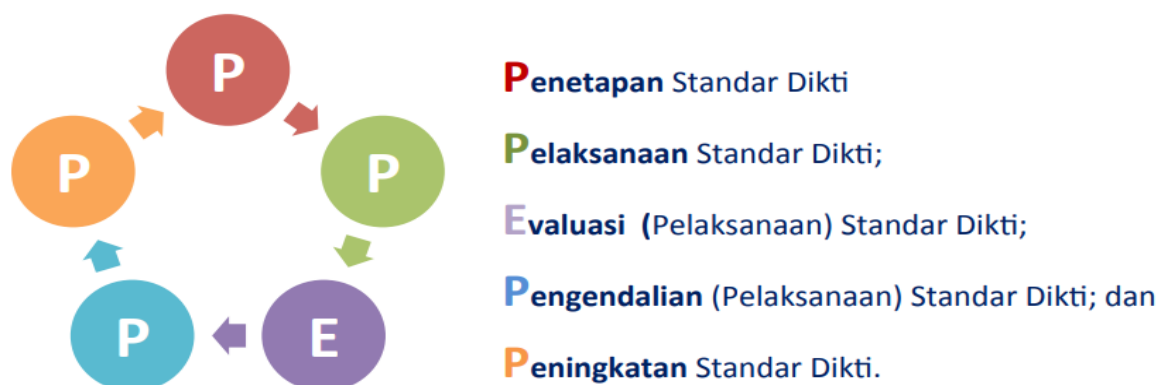 P
P
E
P
P
Penetapan Standar Dikti
Pelaksanaan Standar Dikti;
Evaluasi (Pelaksanaan) Standar Dikti;
Pengendalian (Pelaksanaan) Standar Dikti; dan
Peningkatan Standar Dikti.